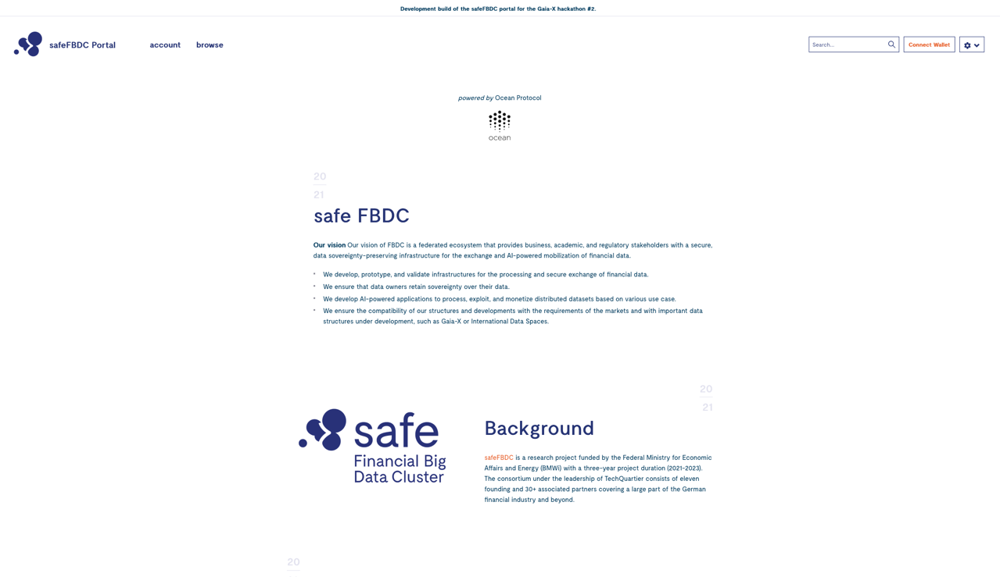 Development build of the safeFBDC portal for the Gaia-X hackathon #2.
safeFBDC Portal
account
browse
Search...
Connect Wallet
powered by Ocean Protocol
ocean
20
21
safe FBDC
Our vision Our vision of FBDC is a federated ecosystem that provides business, academic, and regulatory stakeholders with a secure,
data sovereignty-preserving infrastructure for the exchange and AI-powered mobilization of financial data.
We develop, prototype, and validate infrastructures for the processing and secure exchange of financial data.
We ensure that data owners retain sovereignty over their data.
We develop AI-powered applications to process, exploit, and monetize distributed datasets based on various use case.
We ensure the compatibility of our structures and developments with the requirements of the markets and with important data
structures under development, such as Gaia-X or International Data Spaces.
20
21
safe
Financial Big
Data Cluster
Background
safeFBDC is a research project funded by the Federal Ministry for Economic
Affairs and Energy (BMWi) with a three-year project duration (2021-2023).
The consortium under the leadership of TechQuartier consists of eleven
founding and 30+ associated partners covering a large part of the German
financial industry and beyond.
20